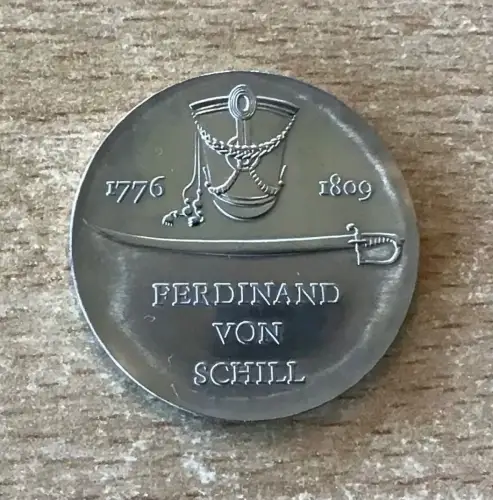 1776 1809
FERDINAND
VON
SCHILL